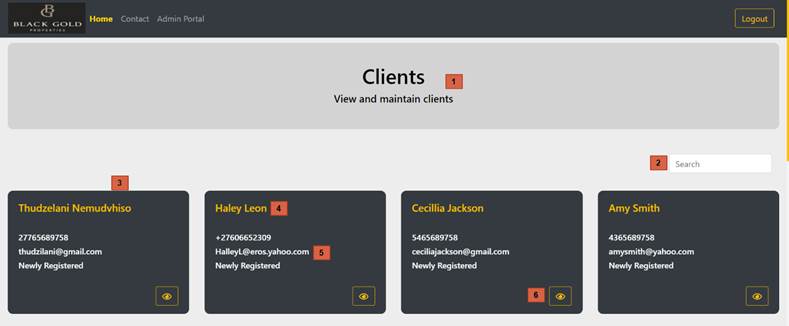 BG
BLACK GOLD
PROPERTIES
Home Contact Admin Portal Logout
Clients 1
View and maintain clients
2 Search
3
Thudzelani Nemudvhiso
27765689758
thudzilani@gmail.com
Newly Registered
Haley Leon 4
+27606652309
HalleyL@eros.yahoo.com 5
Newly Registered
Cecillia Jackson
5465689758
ceciliajackson@gmail.com
Newly Registered
6
Amy Smith
4365689758
amysmith@yahoo.com
Newly Registered